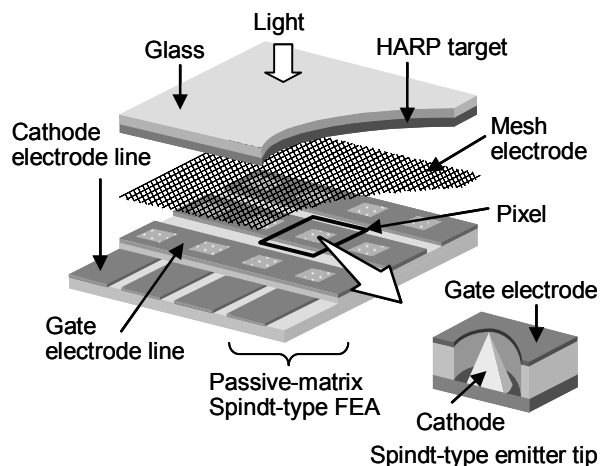 Light
Glass
HARP target
Cathode
electrode line
Mesh
electrode
Pixel
Gate electrode
Gate
electrode line
Passive-matrix
Spindt-type FEA
Cathode
Spindt-type emitter tip